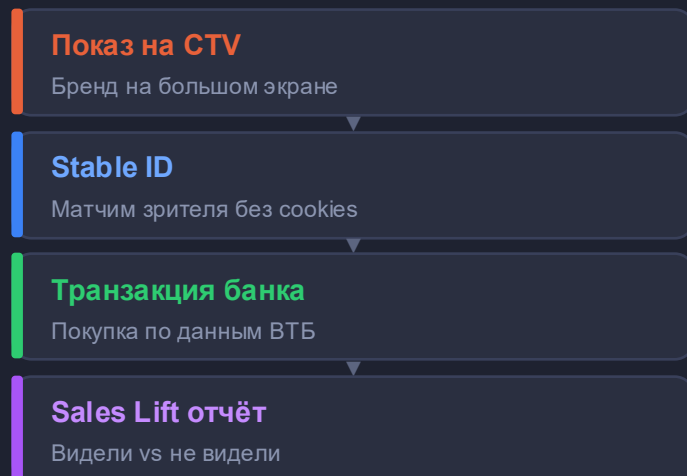 Показ на CTV
Бренд на большом экране
Stable ID
Матчим зрителя без cookies
Транзакция банка
Покупка по данным ВТБ
Sales Lift отчёт
Видели vs не видели